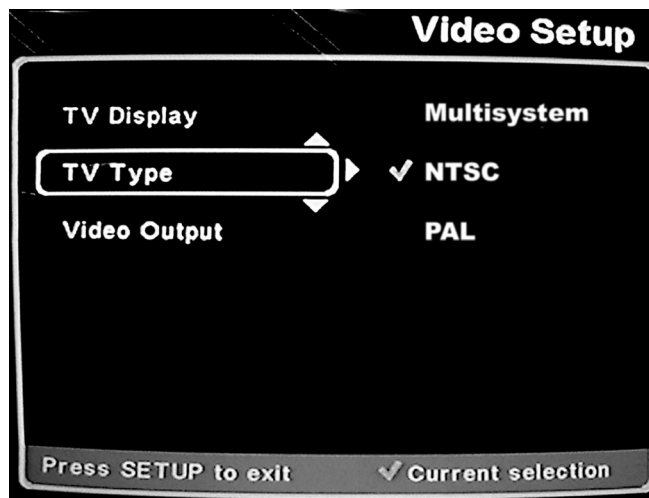 Video Setup
TV Display
Multisystem
TV Type
NTSC
Video Output
PAL
Press SETUP to exit
Current selection